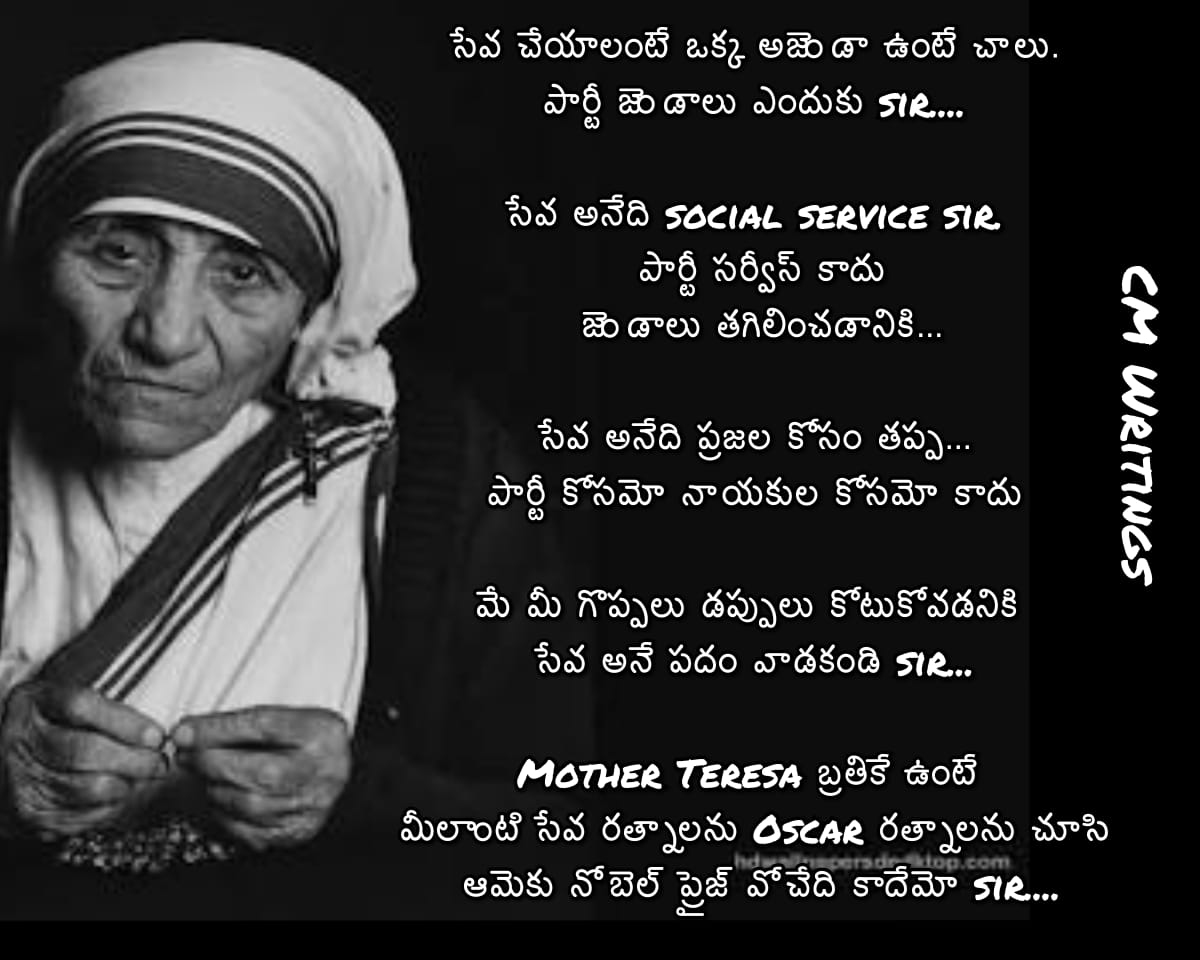 సేవ చేయాలంటే ఒక్క అజెండా ఉంటే చాలు.
పార్టీ జెండాలు ఎందుకు SIR....
సేవ అనేది SOCIAL SERVICE SIR.
పార్టీ సర్వీస్ కాదు
జెండాలు తగిలించడానికి...
సేవ అనేది ప్రజల కోసం తప్ప...
పార్టీ కోసమో నాయకుల కోసమో కాదు
మే మీ గొప్పలు డప్పులు కోటుకోవడనికి
సేవ అనే పదం వాడకండి SIR...
MOTHER TERESA బ్రతికే ఉంటే
మీలాంటి సేవ రత్నాలను OSCAR రత్నాలను చూసి
ఆమెకు నోబెల్ ప్రైజ్ వోచేది కాదేమో SIR....
CM WRITINGS